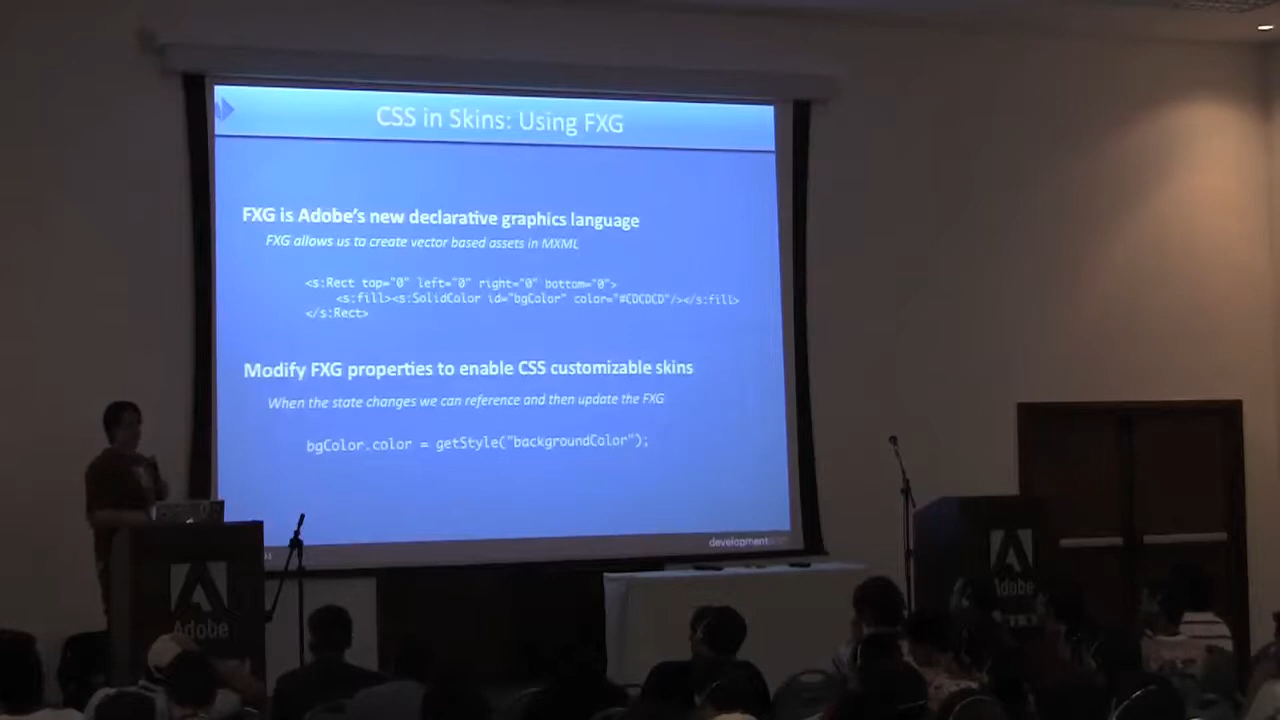 CSS in Skins: Using FXG
FXG is Adobe's new declarative graphics language
FXG allows us to create vector based assets in MXML
<s:Rect top="0" left="0" right="0" bottom="0">
<s:fill><s:SolidColor id="bgColor" color="#CDCDCD"/></s:fill>
</s:Rect>
Modify FXG properties to enable CSS customizable skins
When the state changes we can reference and then update the FXG
bgColor.color = getStyle("backgroundColor");
development
Adobe
Adobe